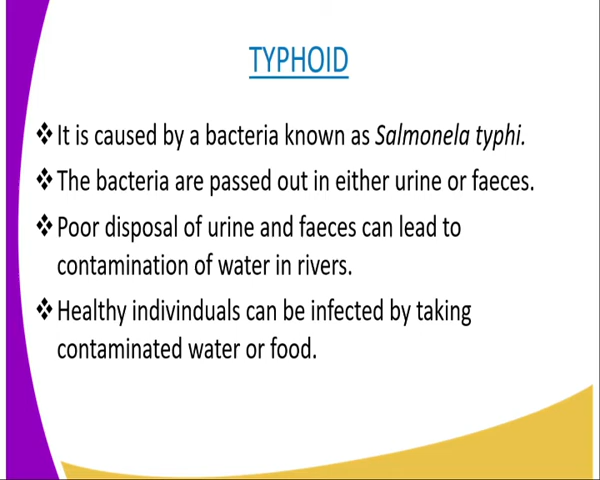 TYPHOID
❖It is caused by a bacteria known as Salmonela typhi.
❖The bacteria are passed out in either urine or faeces.
❖Poor disposal of urine and faeces can lead to
contamination of water in rivers.
❖Healthy indivinduals can be infected by taking
contaminated water or food.